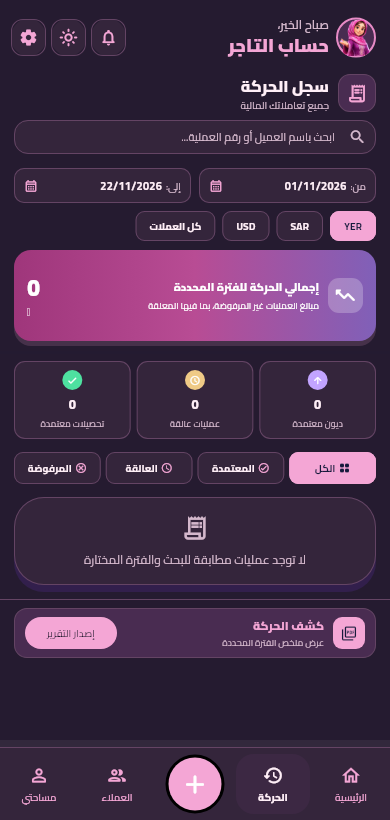 صباح الخير،
حساب التاجر
سجل الحركة
جميع تعاملاتك المالية
ابحث باسم العميل أو رقم العملية...
من: 01/11/2026
إلى: 22/11/2026
YER
SAR
USD
كل العملات
إجمالي الحركة للفترة المحددة
مبالغ العمليات غير المرفوضة، بما فيها المعلقة
0
0
ديون معتمدة
0
عمليات عالقة
0
تحصيلات معتمدة
الكل
المعتمدة
العالقة
المرفوضة
لا توجد عمليات مطابقة للبحث والفترة المختارة
كشف الحركة
عرض ملخص الفترة المحددة
إصدار التقرير
الرئيسية
الحركة
العملاء
مساحتي